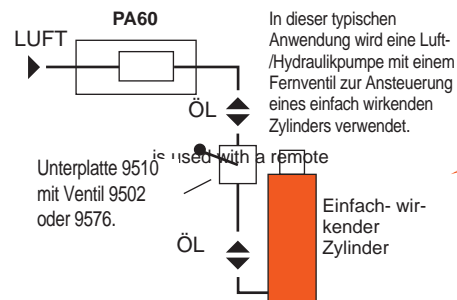 PA60
LUFT
In dieser typischen
Anwendung wird eine Luft-
/Hydraulikpumpe mit einem
Fernventil zur Ansteuerung
eines einfach wirkenden
Zylinders verwendet.
ÖL
is used with a remote
Unterplatte 9510
mit Ventil 9502
oder 9576.
Einfach- wir-
kender
Zylinder
ÖL